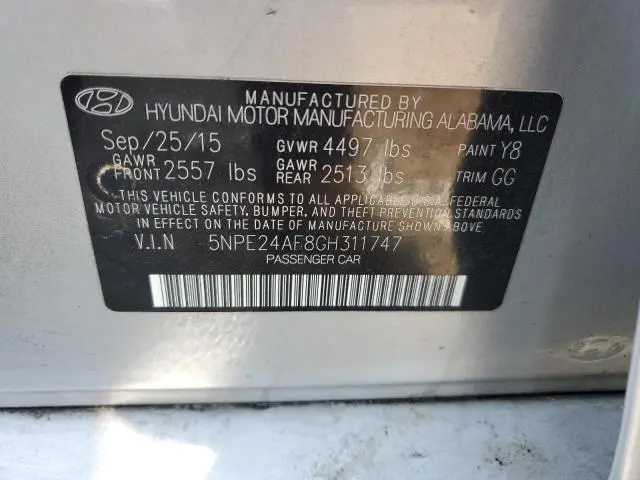 MANUFACTURED BY
HYUNDAI MOTOR MANUFACTURING ALABAMA, LLC
Sep/25/15 GVWR 4497 lbs PAINT Y8
GAWR FRONT 2557 lbs GAWR REAR 2513 lbs TRIM GG
THIS VEHICLE CONFORMS TO ALL APPLICABLE U.S.A. FEDERAL
MOTOR VEHICLE SAFETY, BUMPER, AND THEFT PREVENTION STANDARDS
IN EFFECT ON THE DATE OF MANUFACTURE SHOWN ABOVE
V.I.N 5NPE24AF8GH311747
PASSENGER CAR